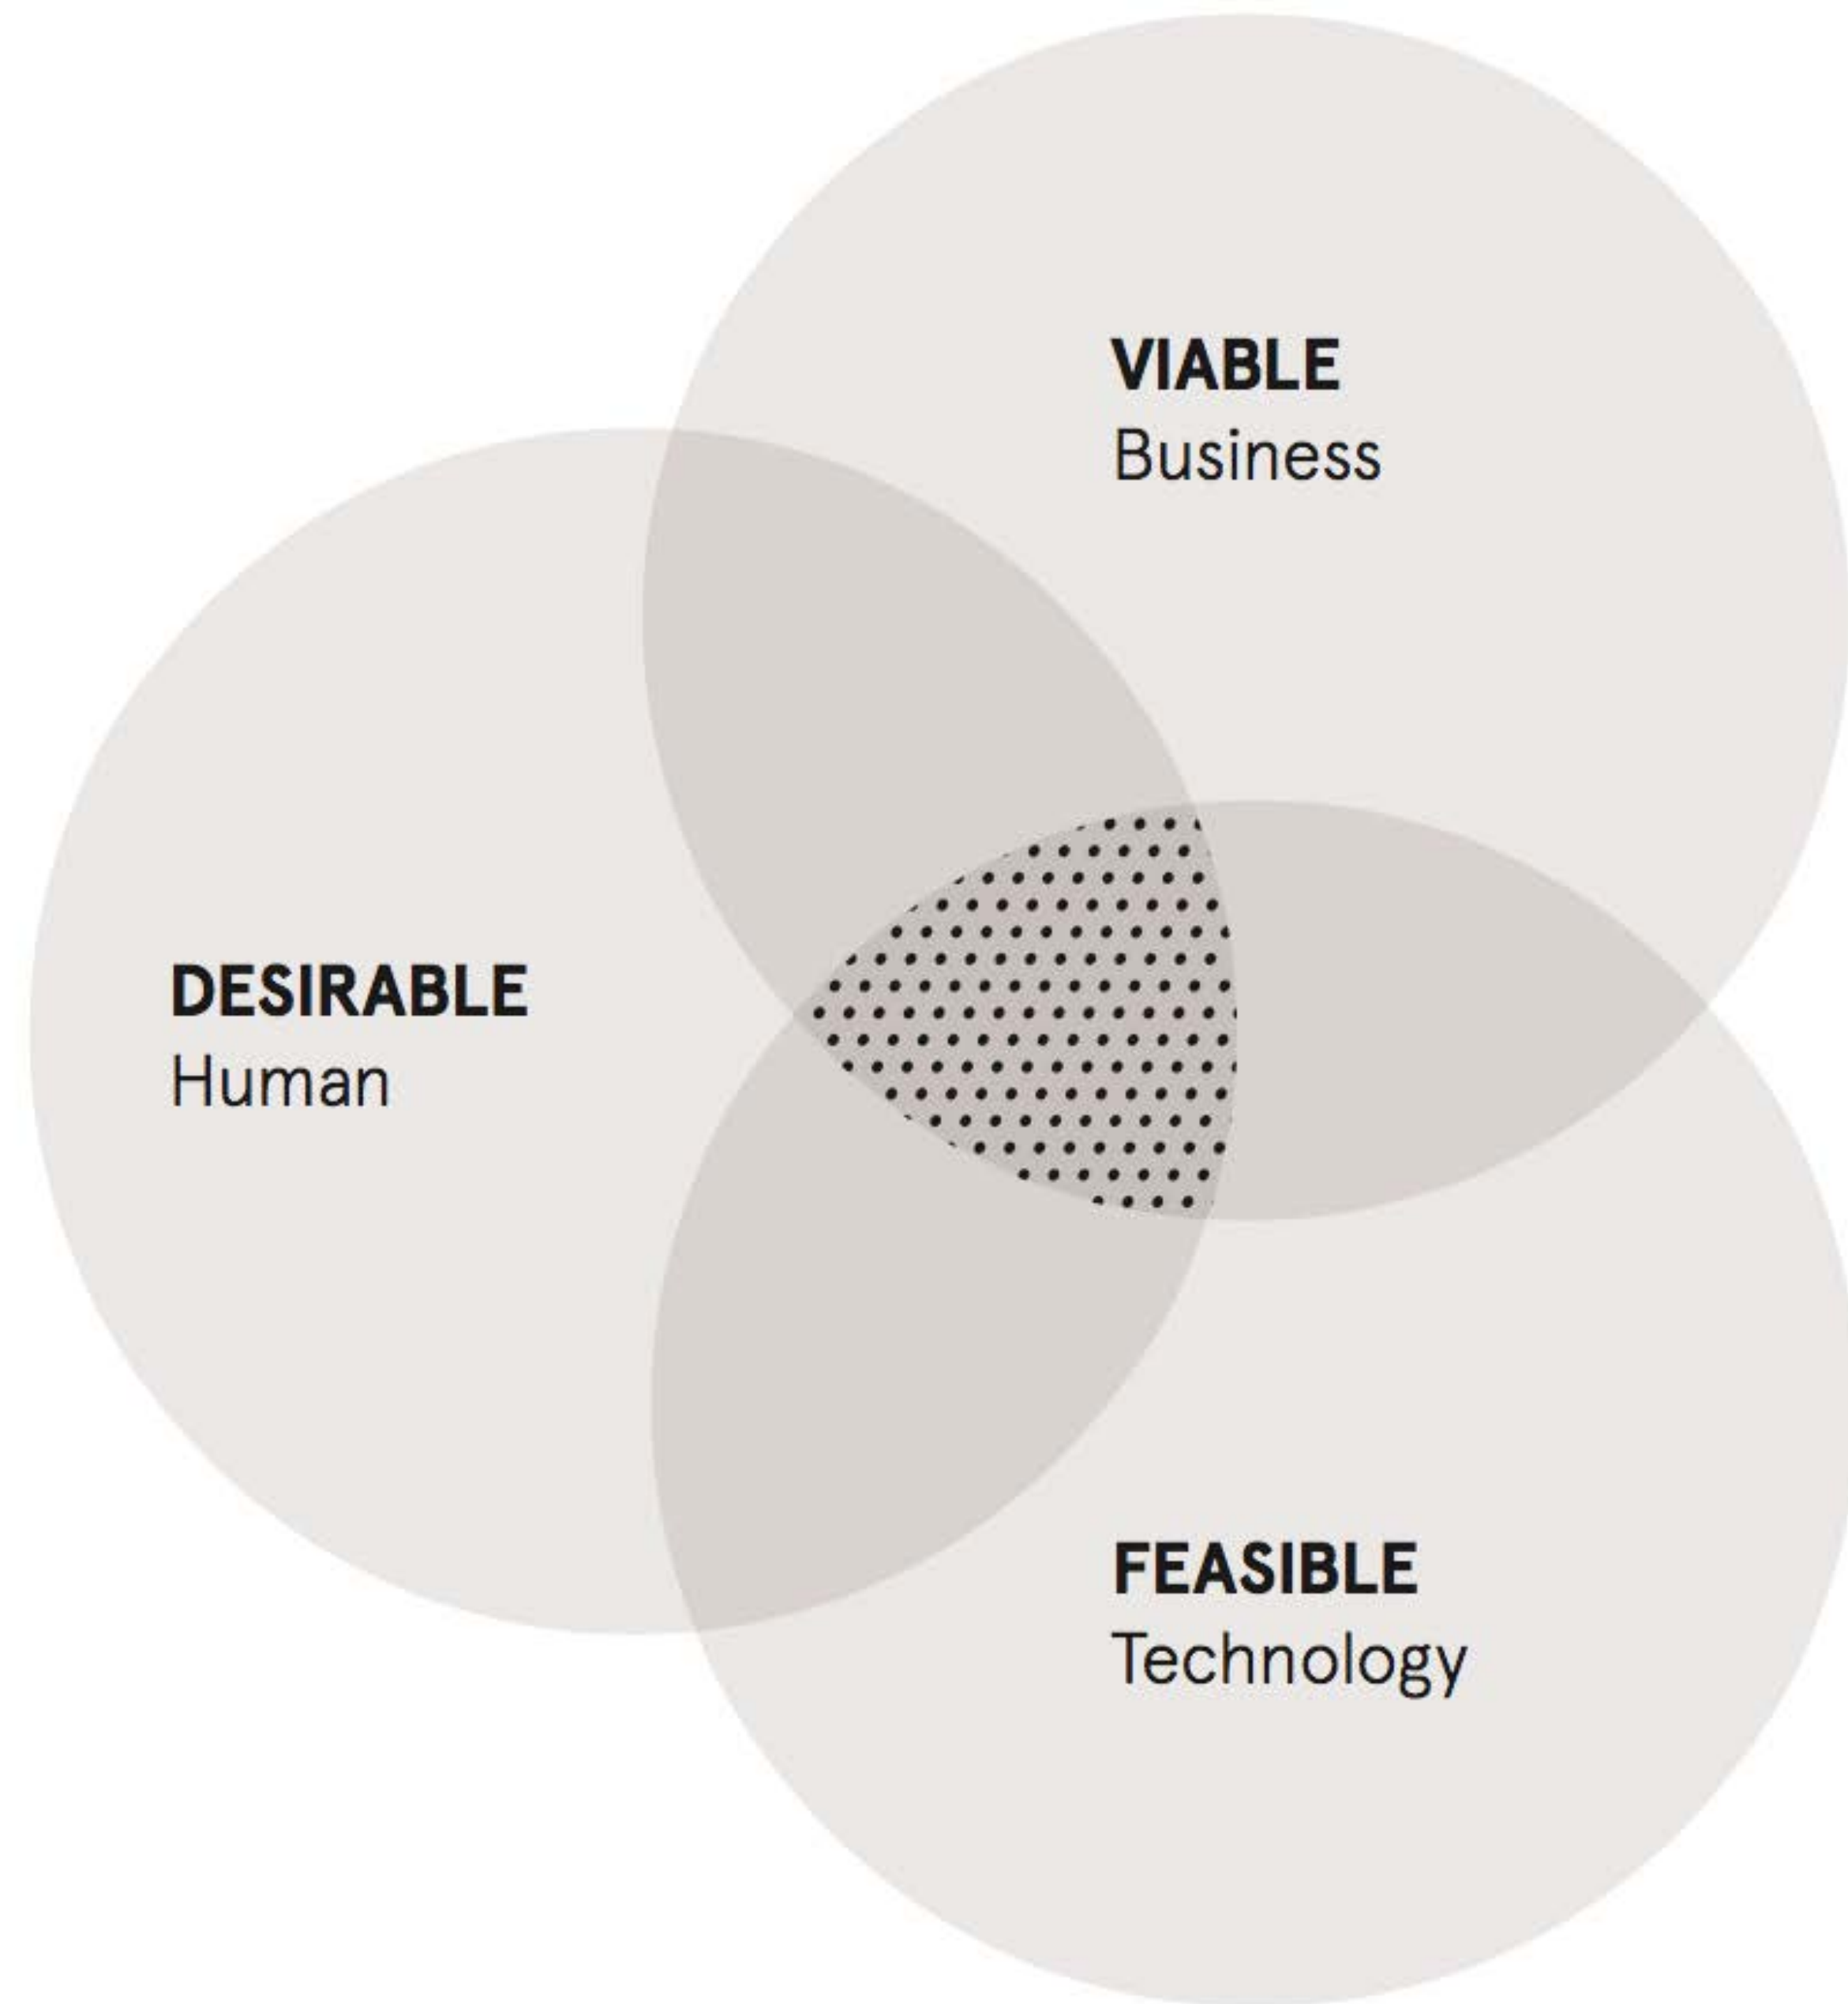 VIABLE
Business
DESIRABLE
Human
FEASIBLE
Technology